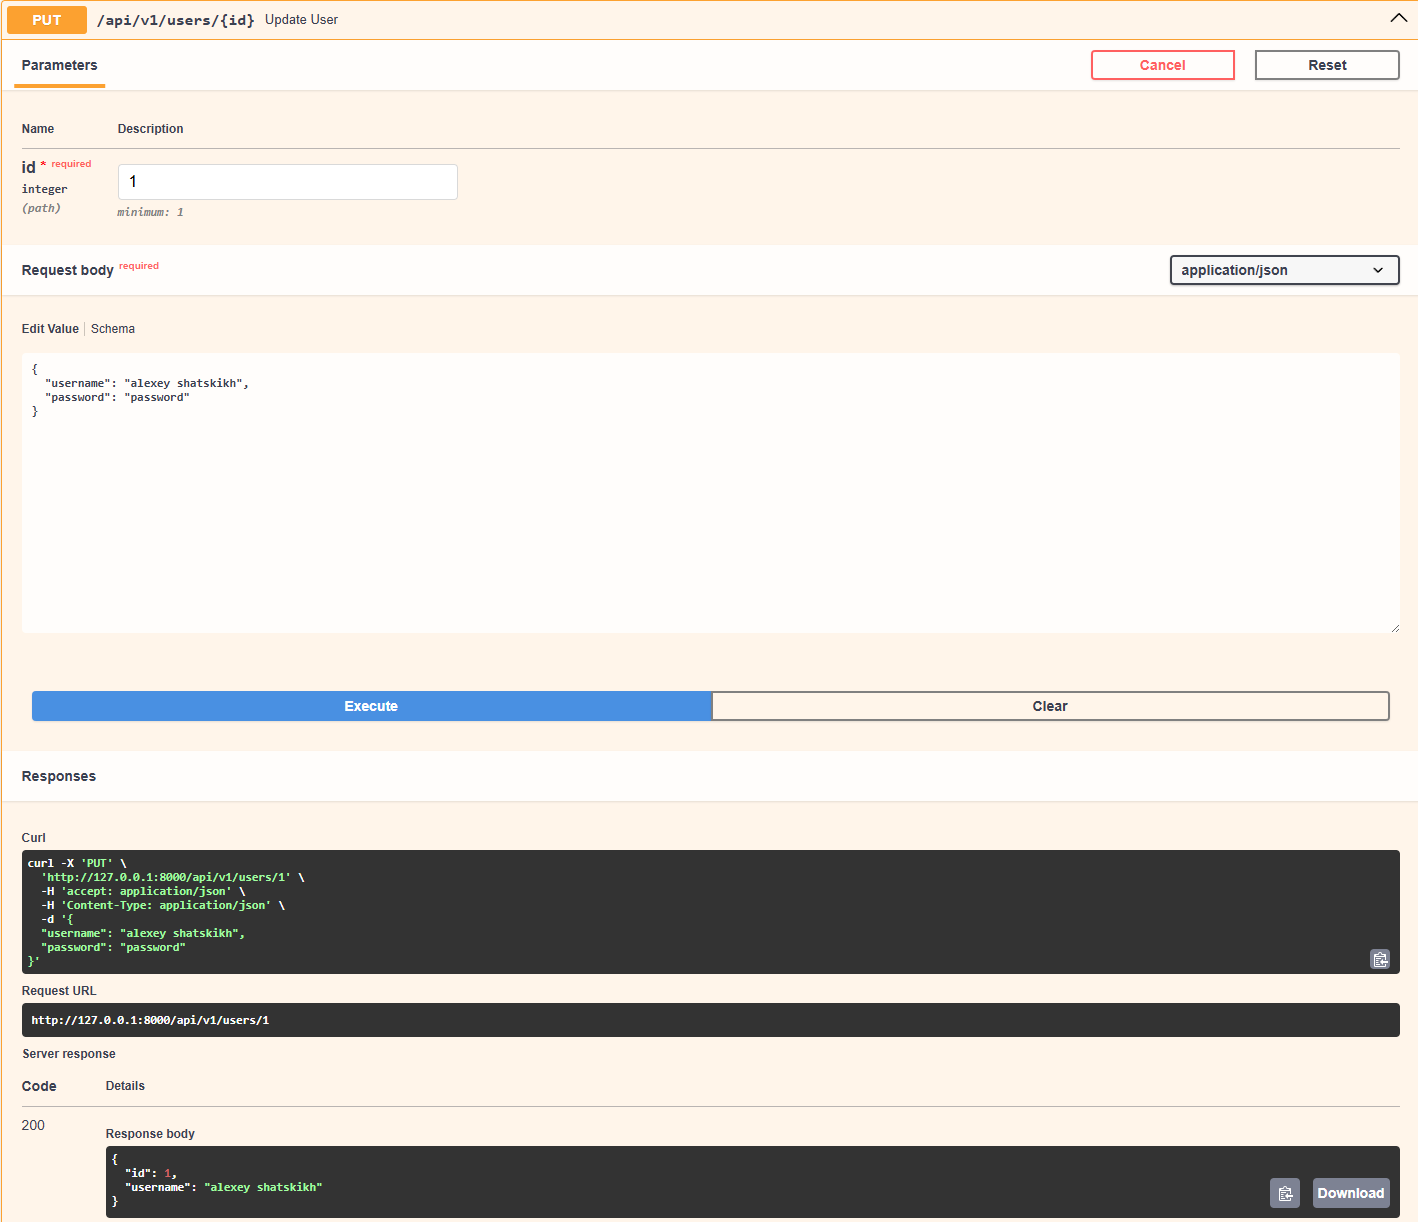 PUT /api/v1/users/{id} Update User
Parameters Cancel Reset
Name Description
id * required
integer
(path)
1
minimum: 1
Request body required application/json
Edit Value Schema
{
  "username": "alexey shatskikh",
  "password": "password"
}
Execute Clear
Responses
Curl
curl -X 'PUT' \
  'http://127.0.0.1:8000/api/v1/users/1' \
  -H 'accept: application/json' \
  -H 'Content-Type: application/json' \
  -d '{
  "username": "alexey shatskikh",
  "password": "password"
}'
Request URL
http://127.0.0.1:8000/api/v1/users/1
Server response
Code Details
200
Response body
{
  "id": 1,
  "username": "alexey shatskikh"
}
Download